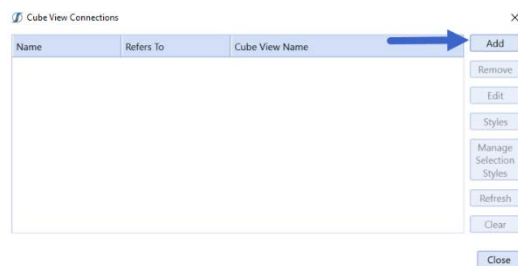 Cube View Connections
Name Refers To Cube View Name
Add
Remove
Edit
Styles
Manage
Selection
Styles
Refresh
Clear
Close